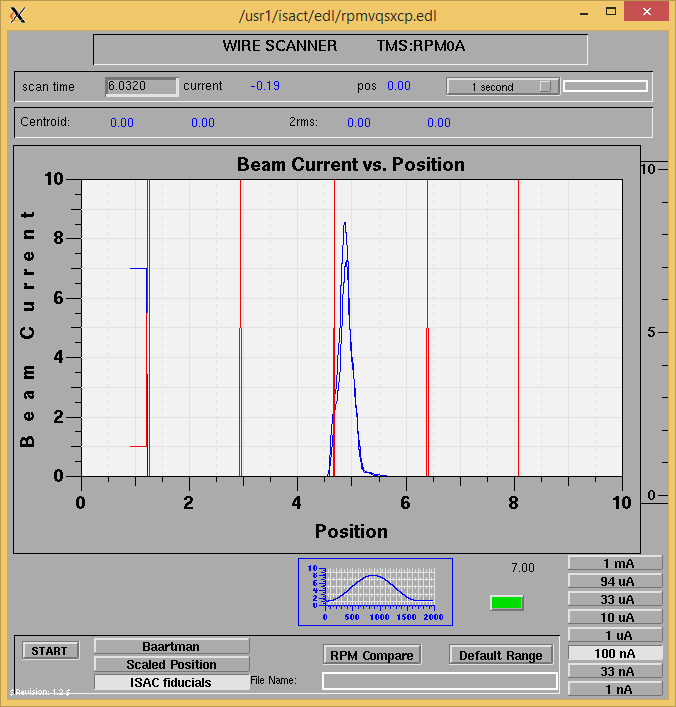 /usr1/isact/edl/rpmvqsxcp.edl
WIRE SCANNER TMS:RPM0A
scan time 6.0320 current -0.19 pos 0.00 1 second
Centroid: 0.00 0.00 2rms: 0.00 0.00
Beam Current vs. Position
10
8
6
4
2
0
Beam Current
0 2 4 6 8 10
Position
10
5
0
10
8
6
4
2
0
0 500 1000 1500 2000
7.00
1 mA
94 uA
33 uA
10 uA
1 uA
100 nA
33 nA
1 nA
START
Baartman
Scaled Position
ISAC fiducials
RPM Compare
Default Range
File Name:
$Revision: 1.2 $